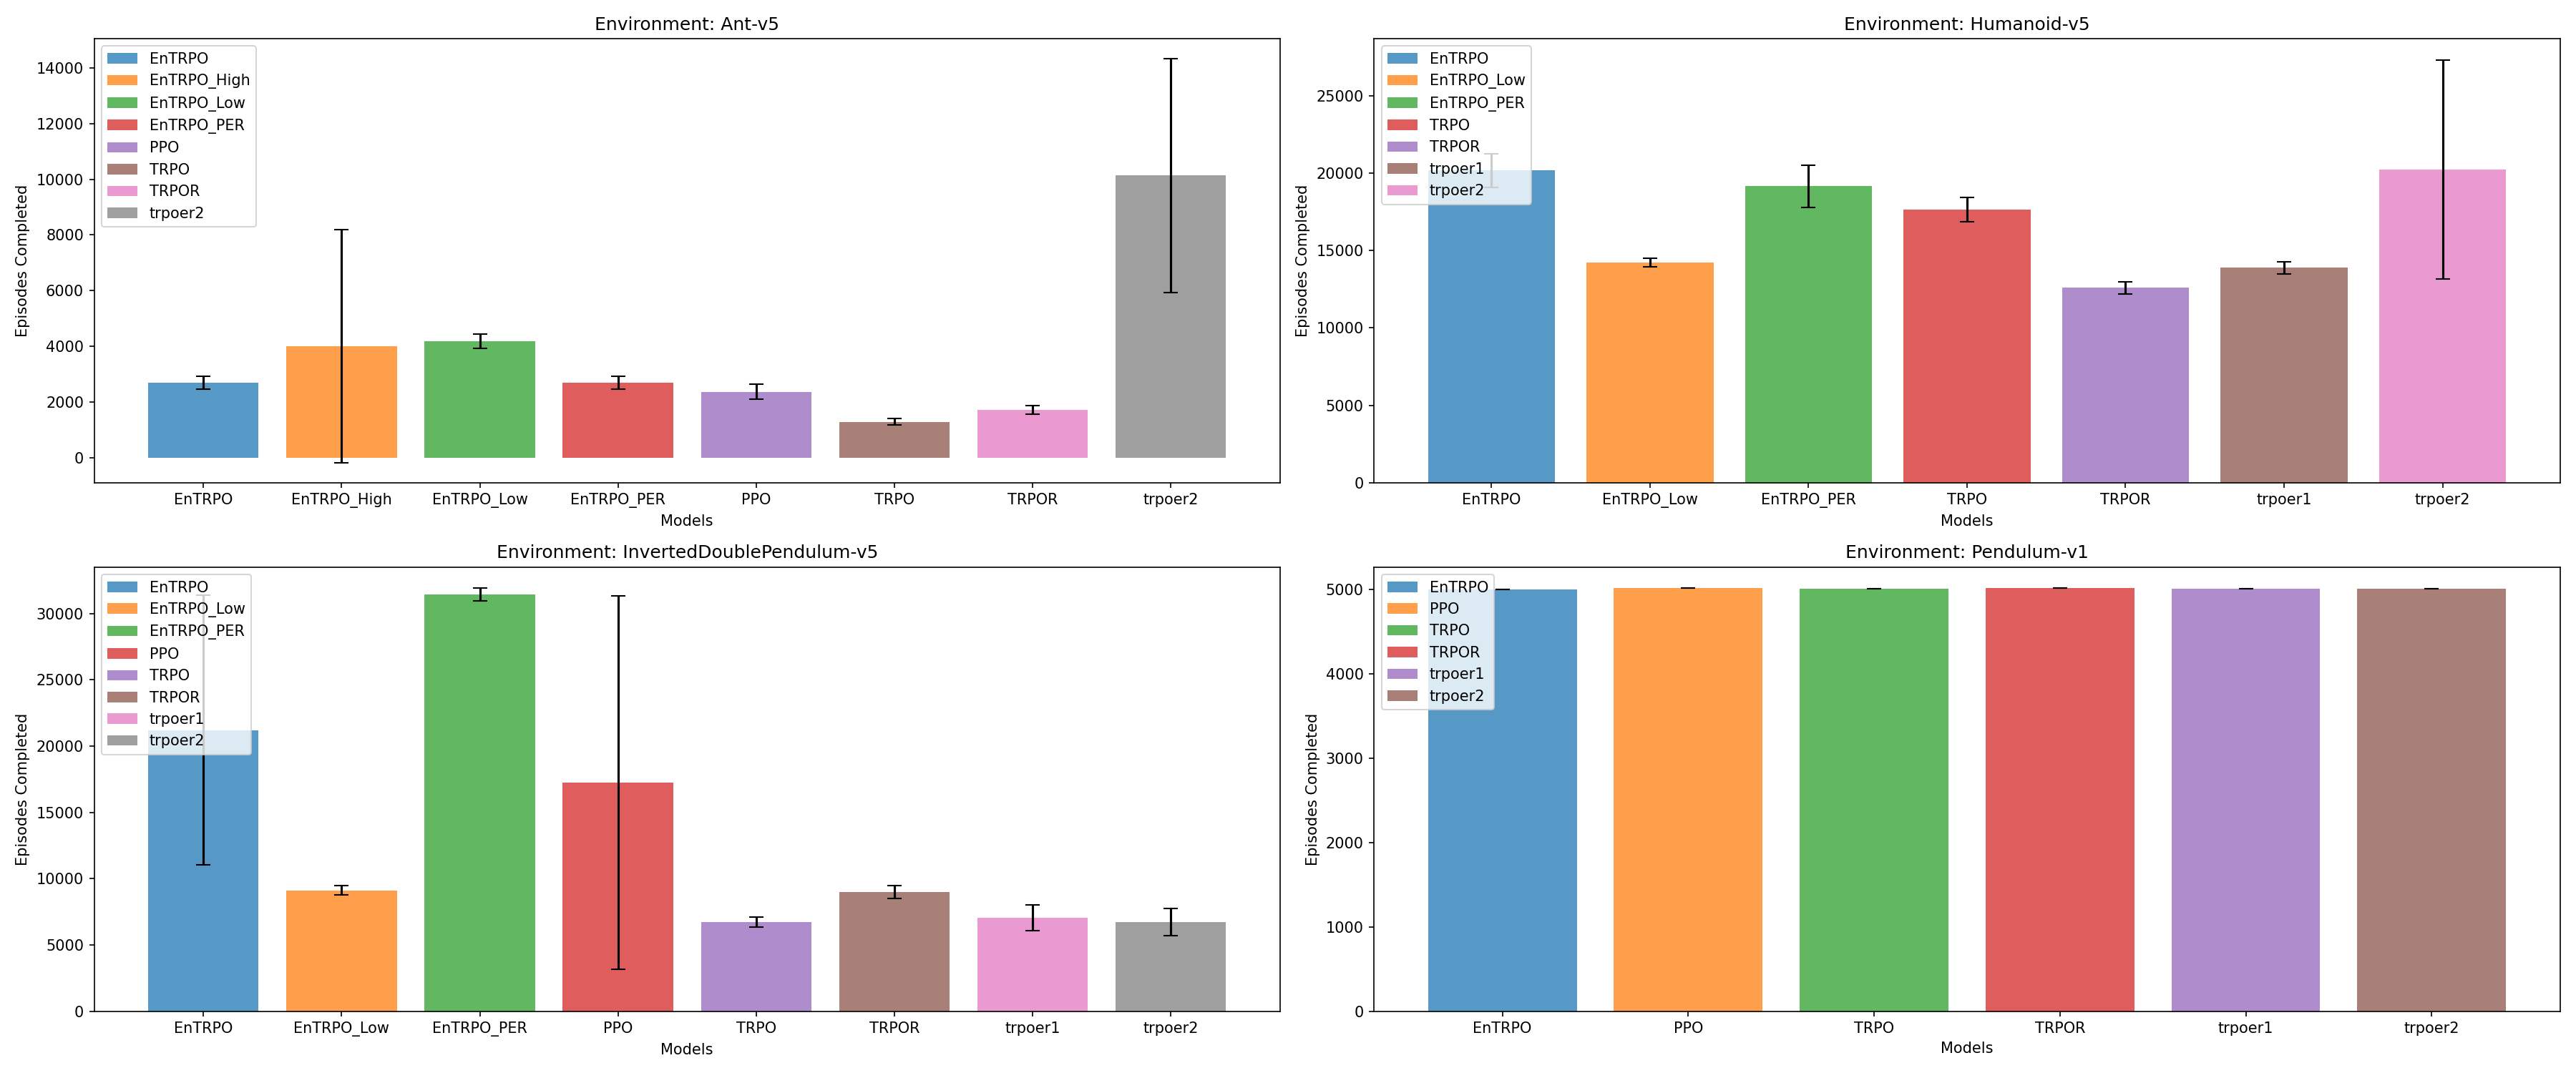 Environment: Ant-v5
Episodes Completed
14000
12000
10000
8000
6000
4000
2000
0
EnTRPO
EnTRPO_High
EnTRPO_Low
EnTRPO_PER
PPO
TRPO
TRPOR
trpoer2
EnTRPO EnTRPO_High EnTRPO_Low EnTRPO_PER PPO TRPO TRPOR trpoer2
Models
Environment: Humanoid-v5
Episodes Completed
25000
20000
15000
10000
5000
0
EnTRPO
EnTRPO_Low
EnTRPO_PER
TRPO
TRPOR
trpoer1
trpoer2
EnTRPO EnTRPO_Low EnTRPO_PER TRPO TRPOR trpoer1 trpoer2
Models
Environment: InvertedDoublePendulum-v5
Episodes Completed
30000
25000
20000
15000
10000
5000
0
EnTRPO
EnTRPO_Low
EnTRPO_PER
PPO
TRPO
TRPOR
trpoer1
trpoer2
EnTRPO EnTRPO_Low EnTRPO_PER PPO TRPO TRPOR trpoer1 trpoer2
Models
Environment: Pendulum-v1
Episodes Completed
5000
4000
3000
2000
1000
0
EnTRPO
PPO
TRPO
TRPOR
trpoer1
trpoer2
EnTRPO PPO TRPO TRPOR trpoer1 trpoer2
Models